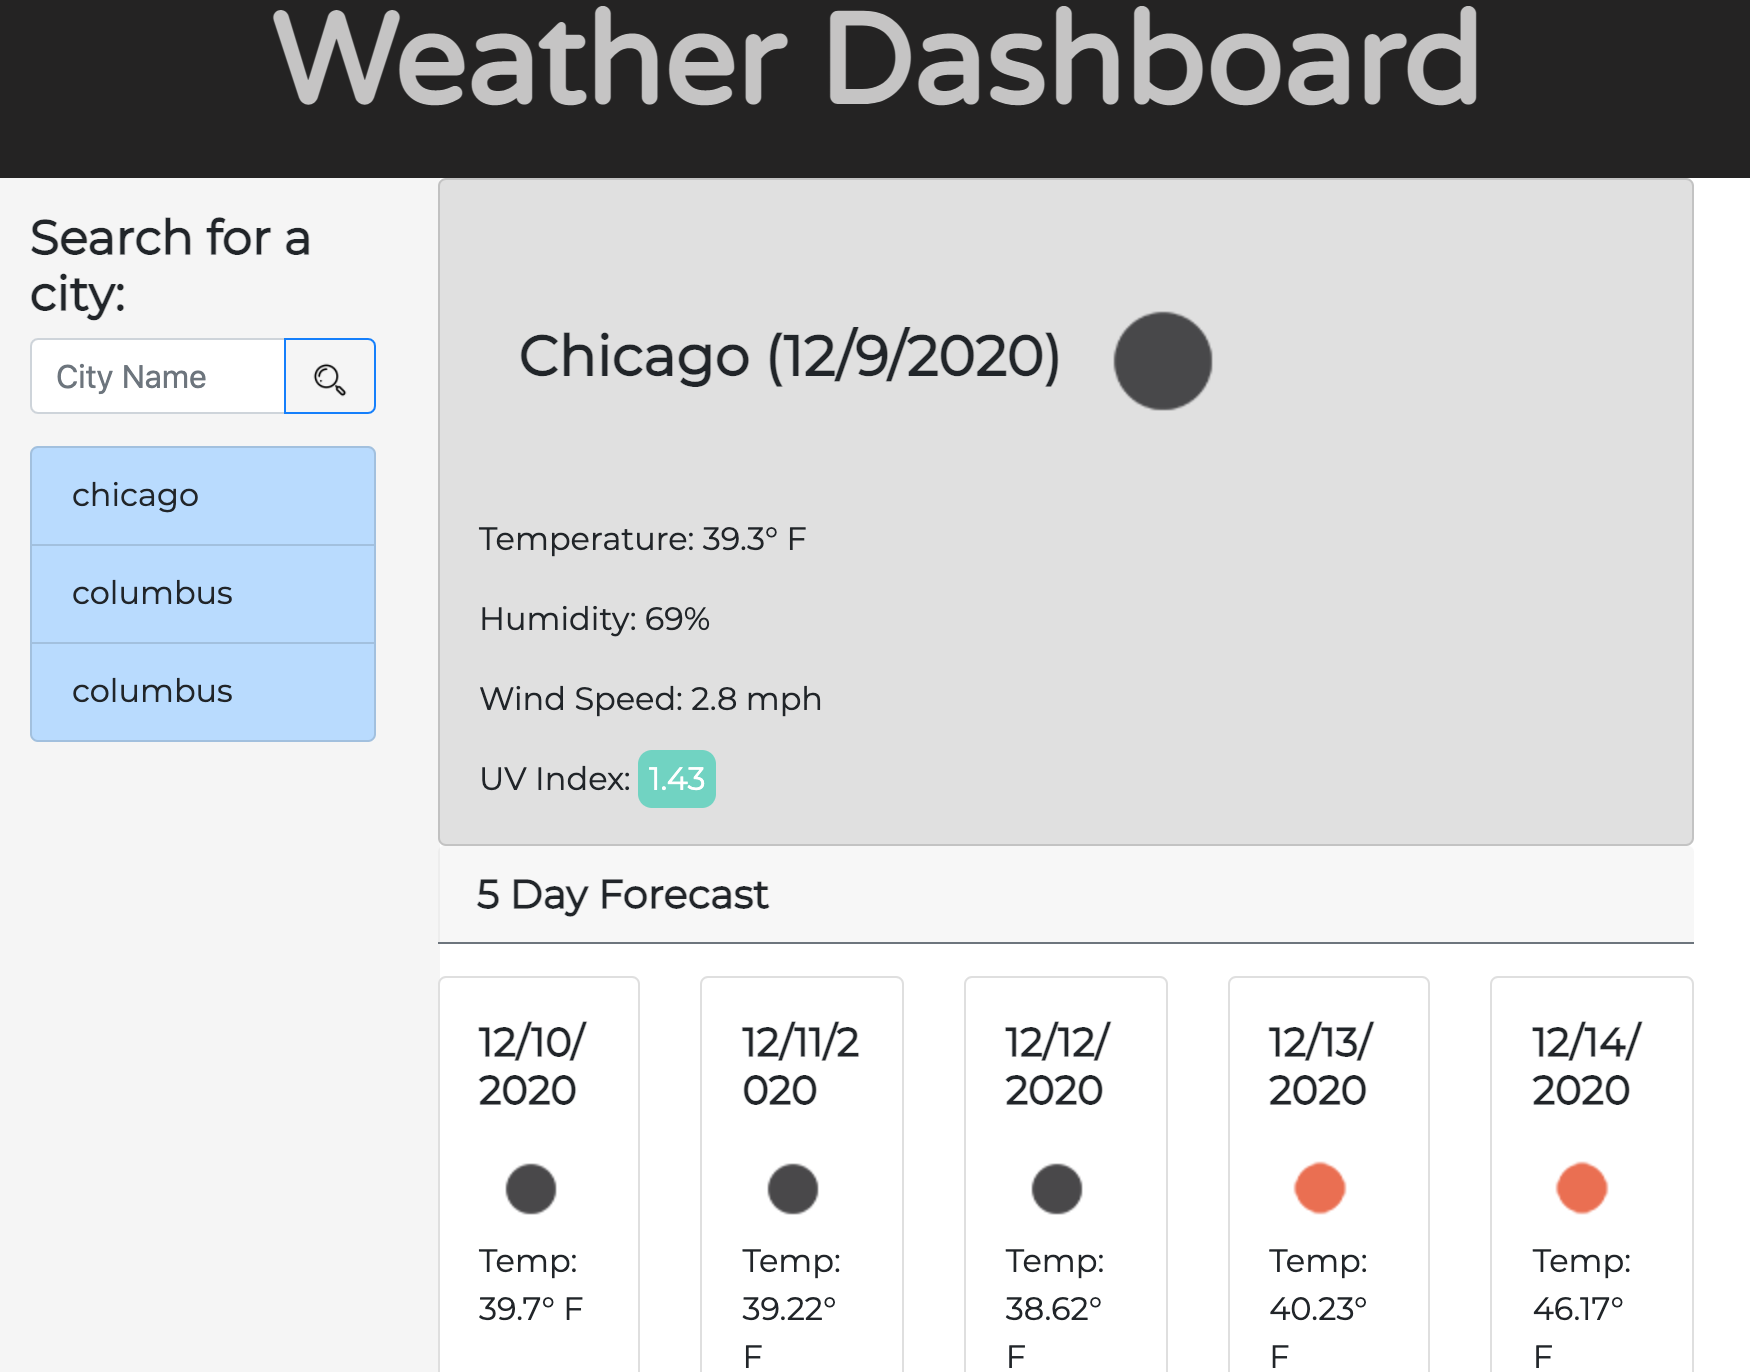 Weather Dashboard
Search for a
city:
City Name
chicago
columbus
columbus
Chicago (12/9/2020)
Temperature: 39.3° F
Humidity: 69%
Wind Speed: 2.8 mph
UV Index: 1.43
5 Day Forecast
12/10/
2020
Temp:
39.7° F
12/11/2
020
Temp:
39.22°
F
12/12/
2020
Temp:
38.62°
F
12/13/
2020
Temp:
40.23°
F
12/14/
2020
Temp:
46.17°
F